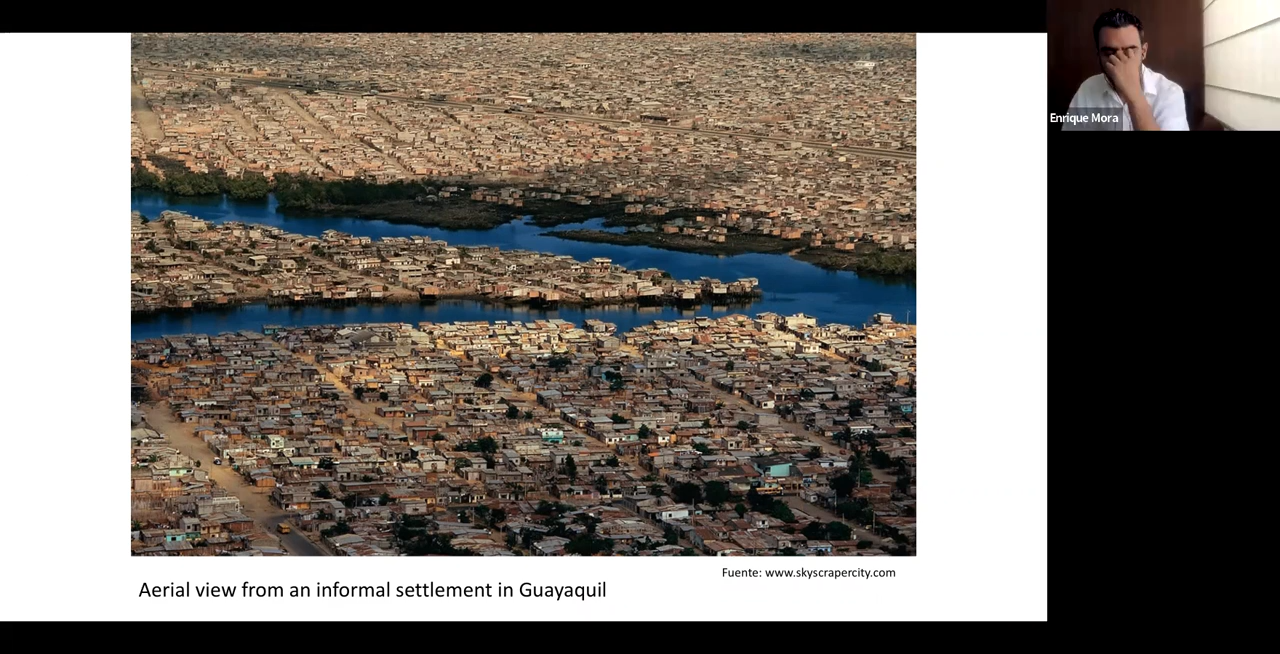 Enrique Mora
Fuente: www.skyscrapercity.com
Aerial view from an informal settlement in Guayaquil